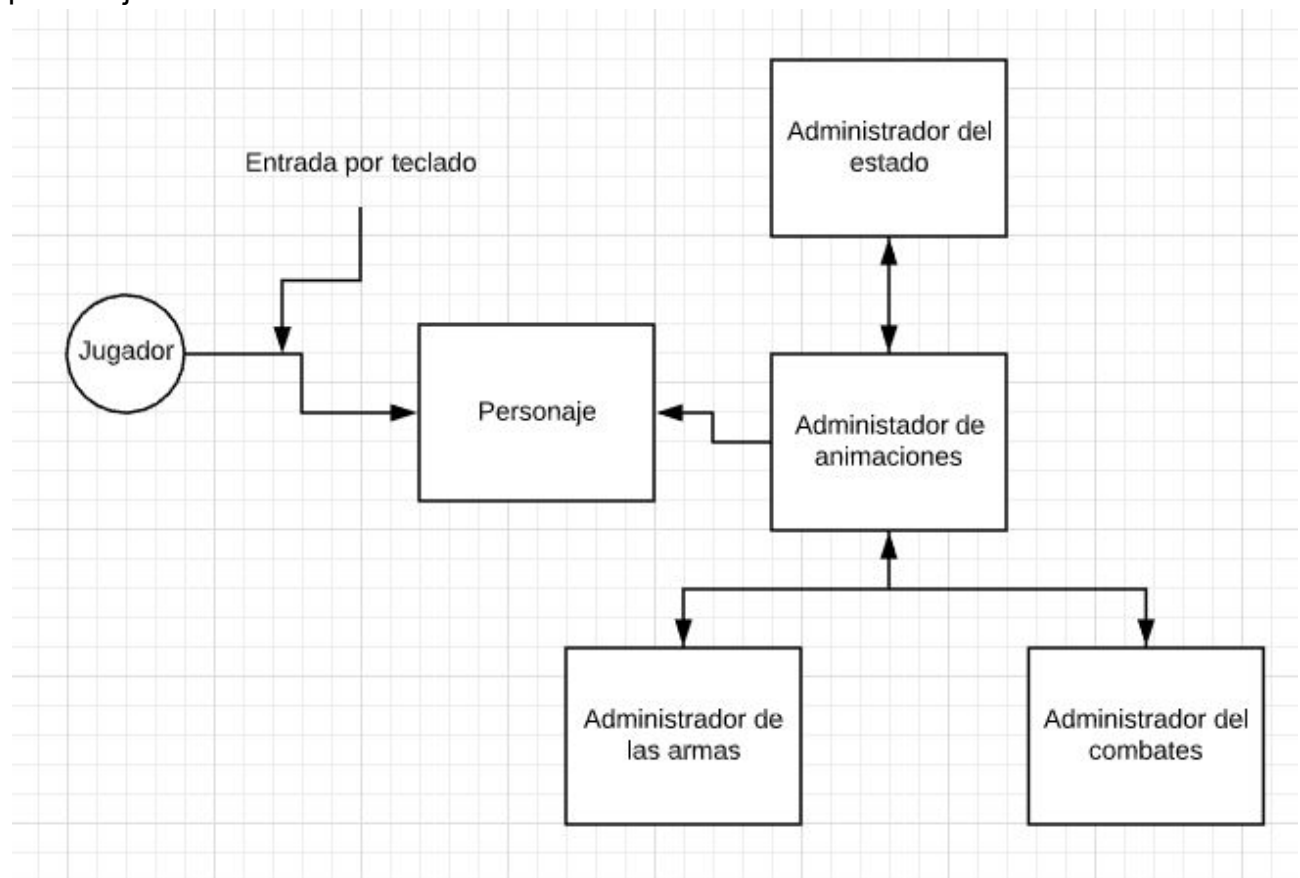 Administrador del
estado
Entrada por teclado
Jugador
Personaje
Administador de
animaciones
Administrador de
las armas
Administrador del
combates